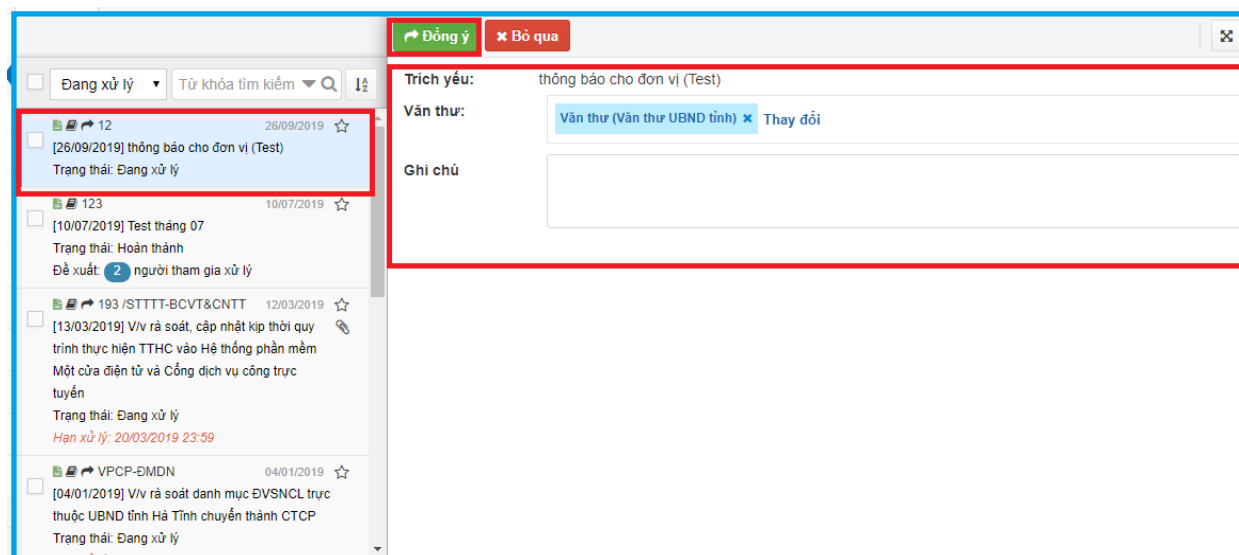 Đồng ý
Bỏ qua
Đang xử lý
Từ khóa tìm kiếm
12 26/09/2019
[26/09/2019] thông báo cho đơn vị (Test)
Trạng thái: Đang xử lý
123 10/07/2019
[10/07/2019] Test tháng 07
Trạng thái: Hoàn thành
Đề xuất: 2 người tham gia xử lý
193 /STTTT-BCVT&CNTT 12/03/2019
[13/03/2019] V/v rà soát, cập nhật kịp thời quy
trình thực hiện TTHC vào Hệ thống phần mềm
Một cửa điện tử và Cổng dịch vụ công trực
tuyến
Trạng thái: Đang xử lý
Hạn xử lý: 20/03/2019 23:59
VPCP-ĐMDN 04/01/2019
[04/01/2019] V/v rà soát danh mục ĐVSNCL trực
thuộc UBND tỉnh Hà Tĩnh chuyển thành CTCP
Trạng thái: Đang xử lý
Trích yếu: thông báo cho đơn vị (Test)
Văn thư: Văn thư (Văn thư UBND tỉnh) × Thay đổi
Ghi chú